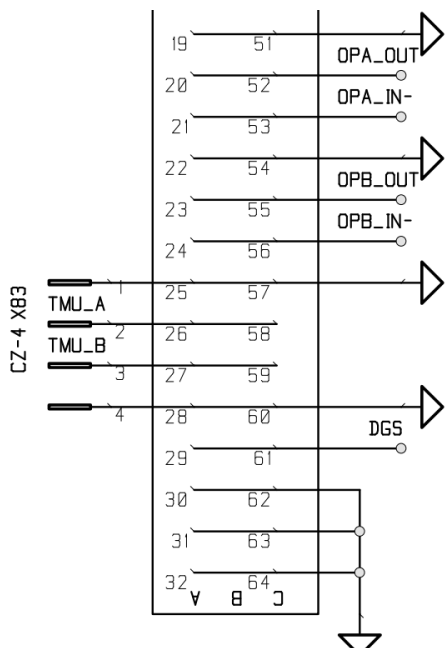 19 51
OPA_OUT
20 52
OPA_IN-
21 53
22 54
OPB_OUT
23 55
OPB_IN-
24 56
1 25 57
TMU_A
2 26 58
TMU_B
3 27 59
CZ-4 X83
4 28 60
DGS
29 61
30 62
31 63
32 64
A B C